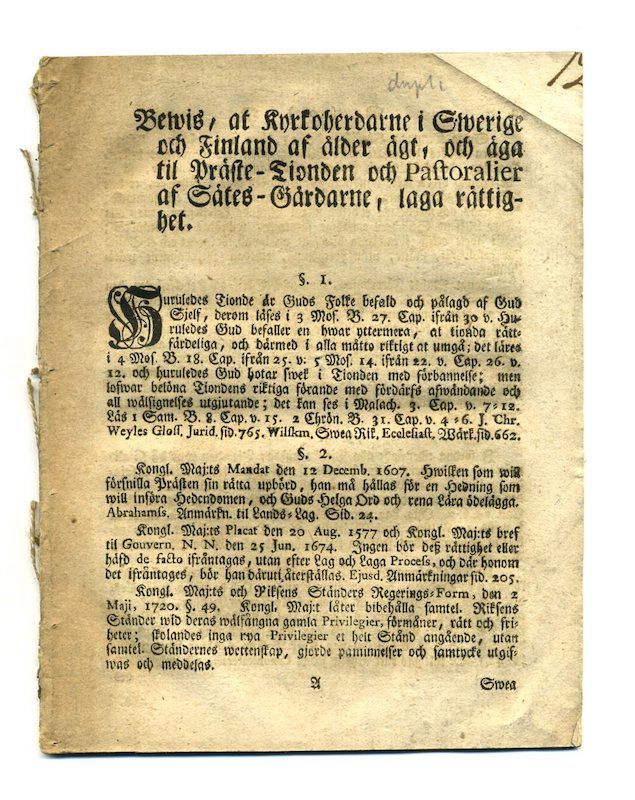 dupl:
12
Bewis, at Kyrkoherdarne i Swerige
och Finland af ålder ägt, och äga
til Präste-Tionden och Pastoralier
af Sätes-Gårdarne, laga rättig-
het.
§. 1.
Huruledes Tionde är Guds Folke befald och pålagd af Gud
Sjelf, derom läses i 3 Mos. B. 27. Cap. ifrån 30 v. Hu-
ruledes Gud befaller en hwar yttermera, at tionda rätt-
färdeliga, och därmed i alla måtto riktigt at umgå; det läres
i 4 Mos. B. 18. Cap. ifrån 25. v: 5 Mos. 14. ifrån 22. v. Cap. 26. v.
12. och huruledes Gud hotar swek i Tionden med förbannelse; men
lofwar belöna Tiondens riktiga förande med fördärfs afwändande och
all wälsignelses utgjutande; det kan ses i Malach. 3. Cap. v. 7-12.
Läs 1 Sam. B. 8. Cap. v. 15. 2 Chrön. B. 31. Cap. v. 4-6. J. Chr.
Weyles Gloss. Jurid. sid. 765. Wilskm. Swea Rik. Ecclesiast. Wärk. sid. 662.
§. 2.
Kongl. Maj:ts Mandat den 12 Decemb. 1607. Hwilken som will
försnilla Prästen sin rätta upbörd, han må hållas för en Hedning som
will införa Hedendomen, och Guds Helga Ord och rena Lära ödelägga.
Abrahamss. Anmärkn. til Lands-Lag. Sid. 24.
Kongl. Maj:ts Placat den 20 Aug. 1577 och Kongl. Maj:ts bref
til Gouvern. N. N. den 25 Jun. 1674. Ingen bör deß rättighet eller
häfd de facto ifråntagas, utan efter Lag och Laga Process, och där honom
det ifråntages, bör han däruti återställas. Ejusd. Anmärkningar sid. 205.
Kongl. Maj:ts och Riksens Ständers Regerings-Form, den 2
Maji, 1720. §. 49. Kongl. Maj:t låter bibehålla samtel. Riksens
Ständer wid deras wälfångna gamla Privilegier, förmåner, rätt och fri-
heter; skolandes inga nya Privilegier et helt Stånd angående, utan
samtel. Ständernes wettenskap, gjorde påminnelser och samtycke utgif-
was och meddelas.
A
Swea